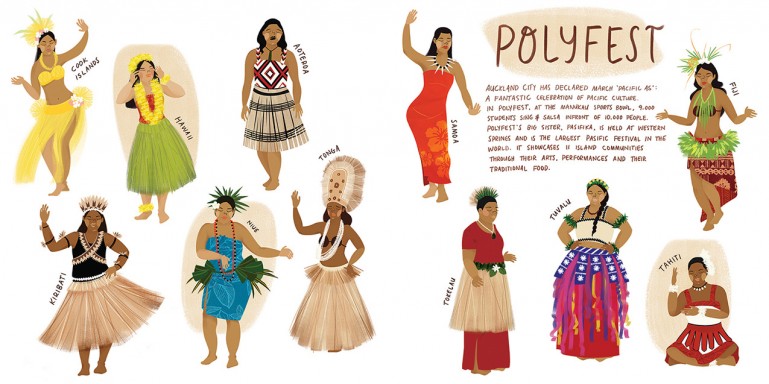 COOK
ISLANDS
HAWAII
AOTEAROA
KIRIBATI
NIUE
TONGA
POLYFEST
AUCKLAND CITY HAS DECLARED MARCH 'PACIFIC AS':
A FANTASTIC CELEBRATION OF PACIFIC CULTURE.
IN POLYFEST, AT THE MANUKAU SPORTS BOWL, 9,000
STUDENTS SING & SALSA INFRONT OF 10,000 PEOPLE.
POLYFEST'S BIG SISTER, PASIFIKA, IS HELD AT WESTERN
SPRINGS AND IS THE LARGEST PACIFIC FESTIVAL IN THE
WORLD. IT SHOWCASES 11 ISLAND COMMUNITIES
THROUGH THEIR ARTS, PERFORMANCES AND THEIR
TRADITIONAL FOOD.
SAMOA
FIJI
TOKELAU
TUVALU
TAHITI